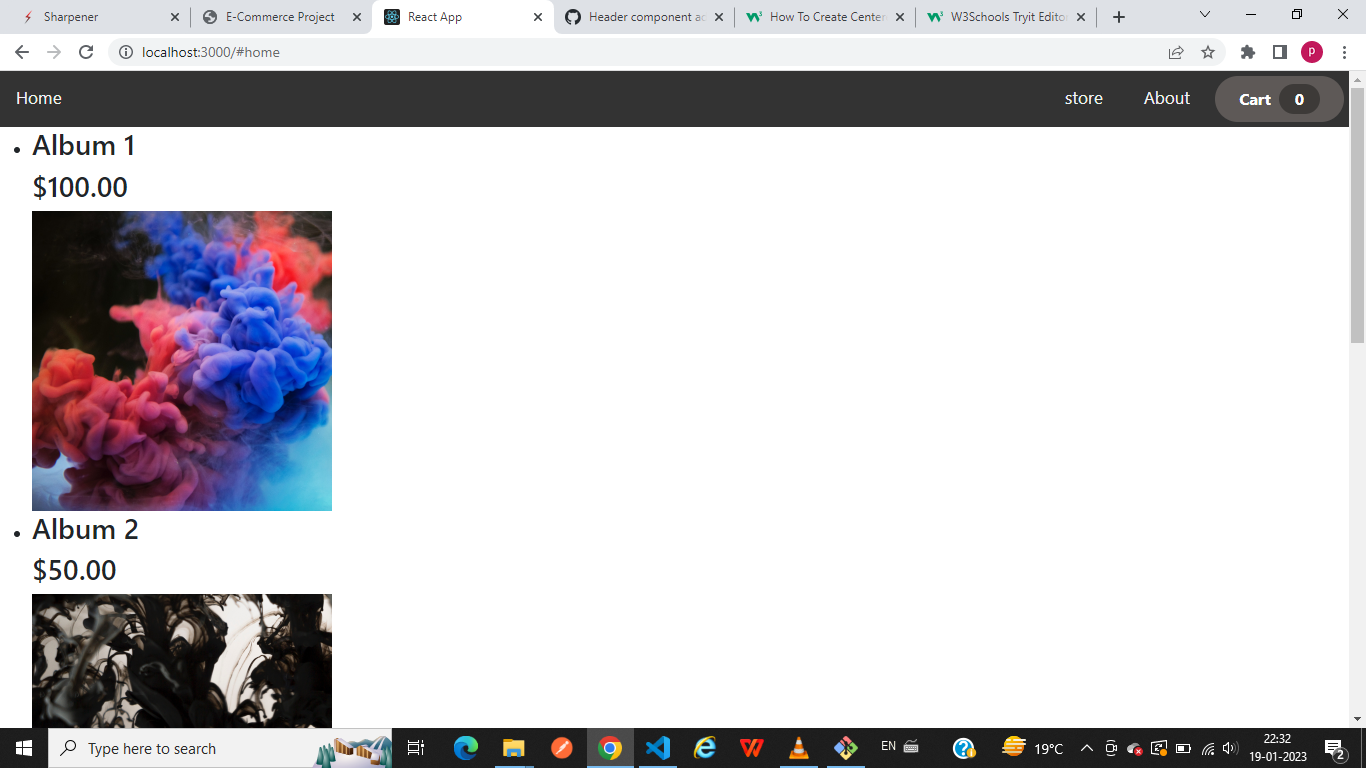 Sharpener
E-Commerce Project
React App
Header component ac
How To Create Center
W3Schools Tryit Editor
localhost:3000/#home
P
Home
store
About
Cart 0
Album 1
$100.00
Album 2
$50.00
Type here to search
EN
19°C
22:32
19-01-2023
2